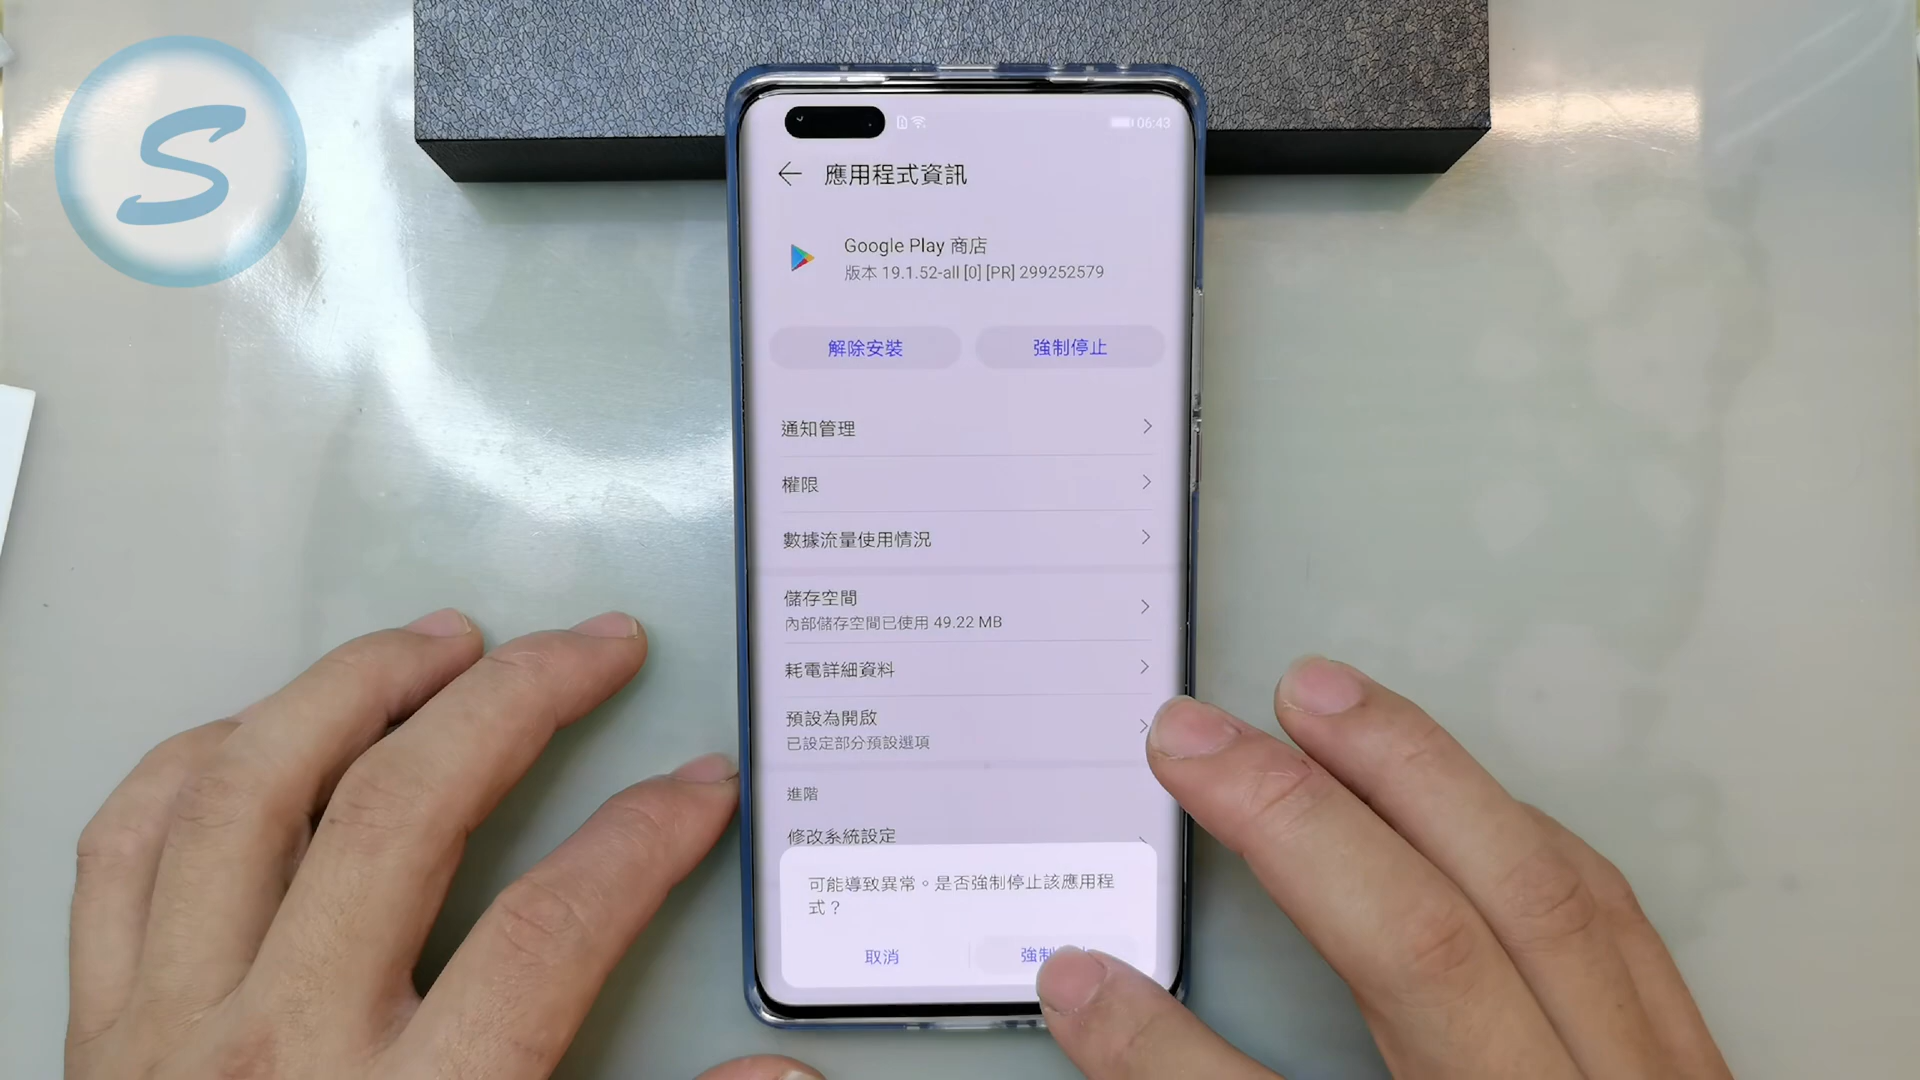 S
06:43
應用程式資訊
Google Play 商店
版本 19.1.52-all [0] [PR] 299252579
解除安裝
強制停止
通知管理
權限
數據流量使用情況
儲存空間
內部儲存空間已使用 49.22 MB
耗電詳細資料
預設為開啟
已設定部分預設選項
進階
修改系統設定
可能導致異常。是否強制停止該應用程
式？
取消
強制